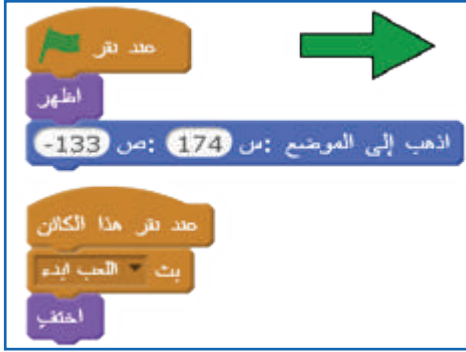 عند نقر
اظهر
اذهب إلى الموضع س: 174 ص: -133
عند نقر هذا الكائن
بث اللعب ابدء
اختفِ